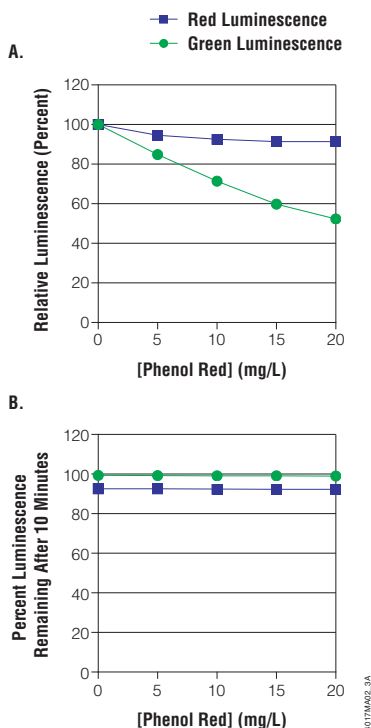 Red Luminescence
Green Luminescence
A.
120
100
80
60
40
20
0
Relative Luminescence (Percent)
0 5 10 15 20
[Phenol Red] (mg/L)
B.
120
100
80
60
40
20
0
Percent Luminescence
Remaining After 10 Minutes
0 5 10 15 20
[Phenol Red] (mg/L)